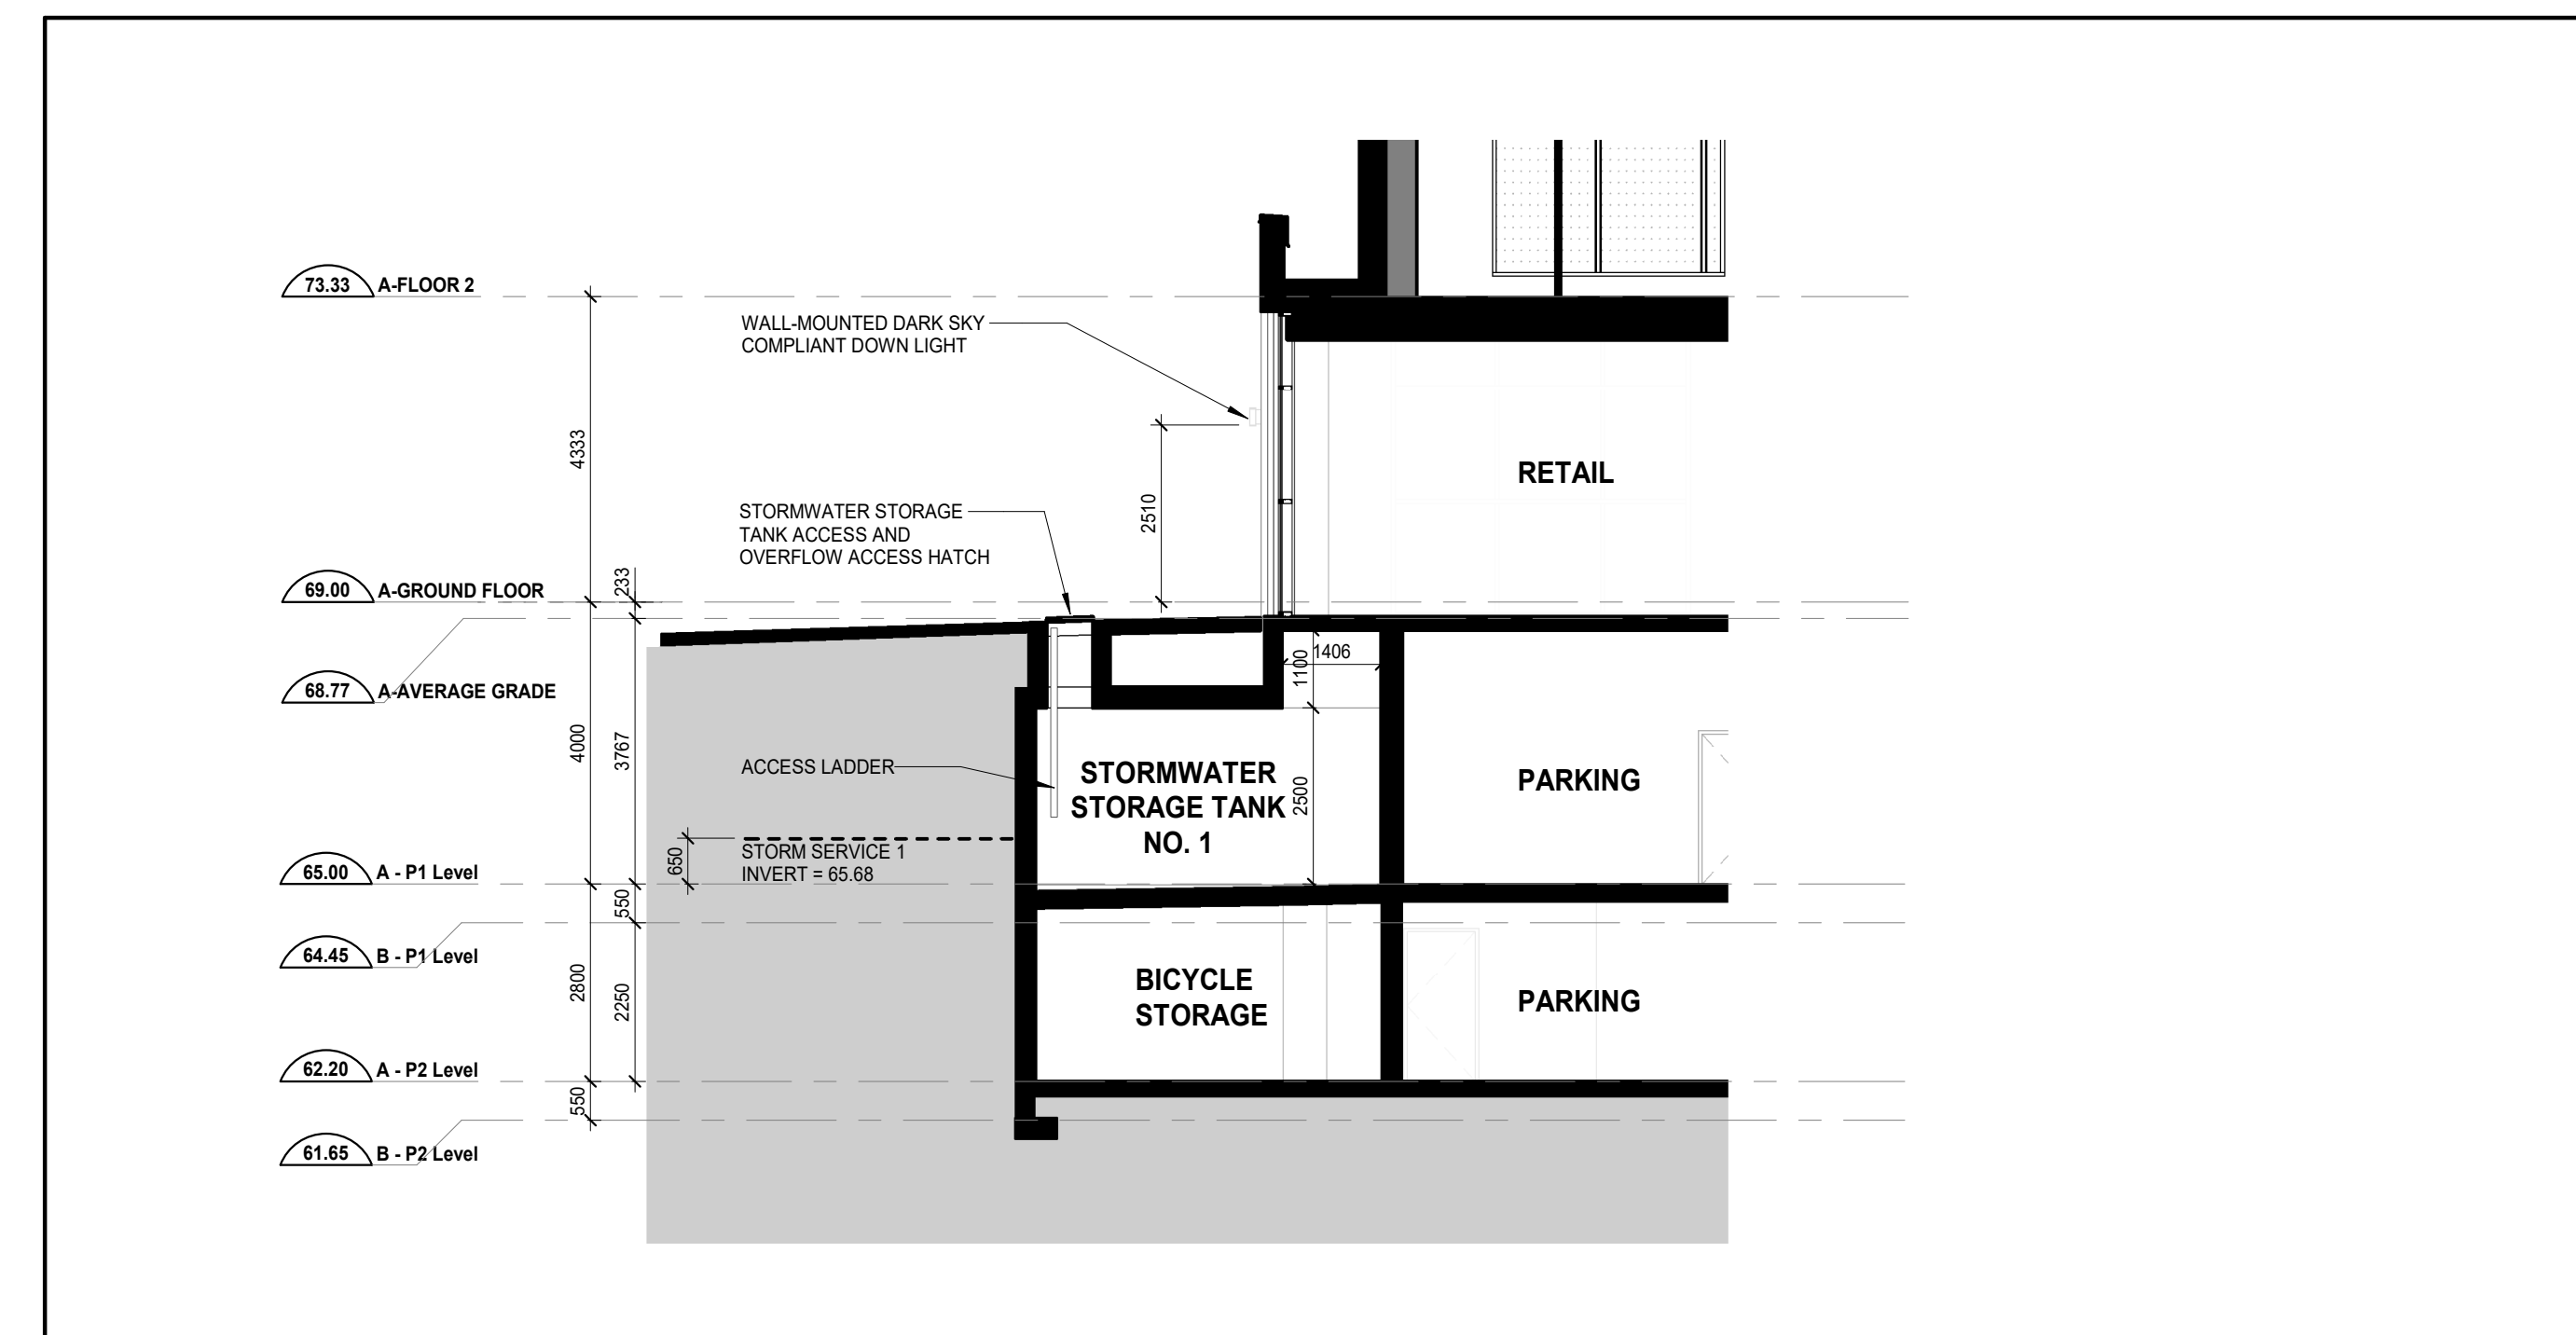 73.33 A-FLOOR 2
WALL-MOUNTED DARK SKY
COMPLIANT DOWN LIGHT
4333
2510
RETAIL
STORMWATER STORAGE
TANK ACCESS AND
OVERFLOW ACCESS HATCH
69.00 A-GROUND FLOOR
233
68.77 A-AVERAGE GRADE
1100
1406
4000
3767
ACCESS LADDER
STORMWATER
STORAGE TANK
NO. 1
2500
PARKING
650
STORM SERVICE 1
INVERT = 65.68
65.00 A - P1 Level
550
64.45 B - P1 Level
2800
2250
BICYCLE
STORAGE
PARKING
62.20 A - P2 Level
550
61.65 B - P2 Level